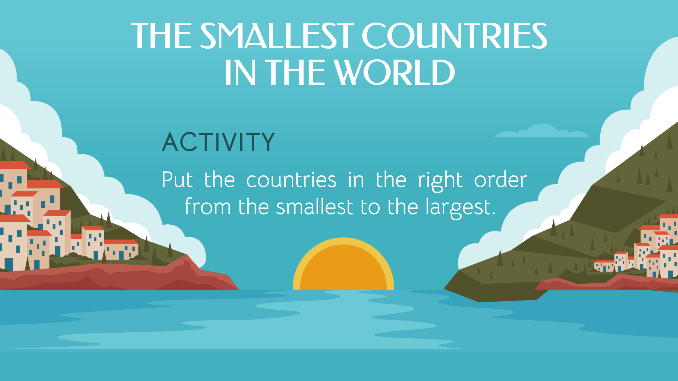 THE SMALLEST COUNTRIES
IN THE WORLD
ACTIVITY
Put the countries in the right order
from the smallest to the largest.